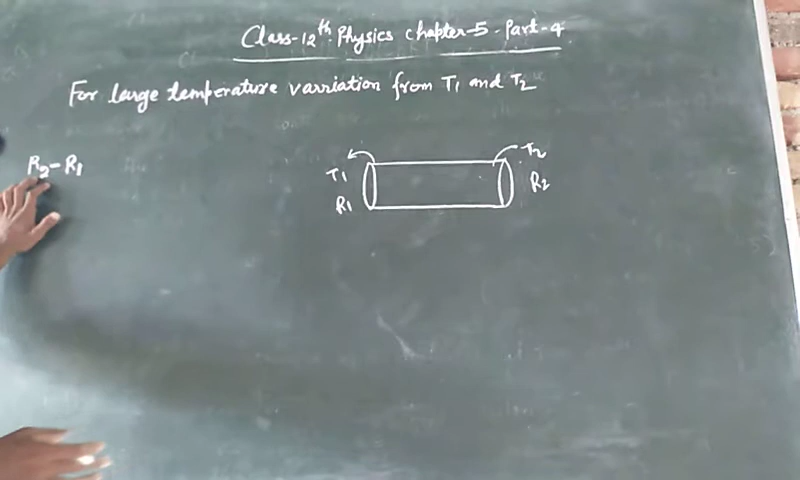 Class-12th Physics chapter-5-Part-4
For large temperature varriation from T1 and T2
R2-R1
T1
T2
R1
R2